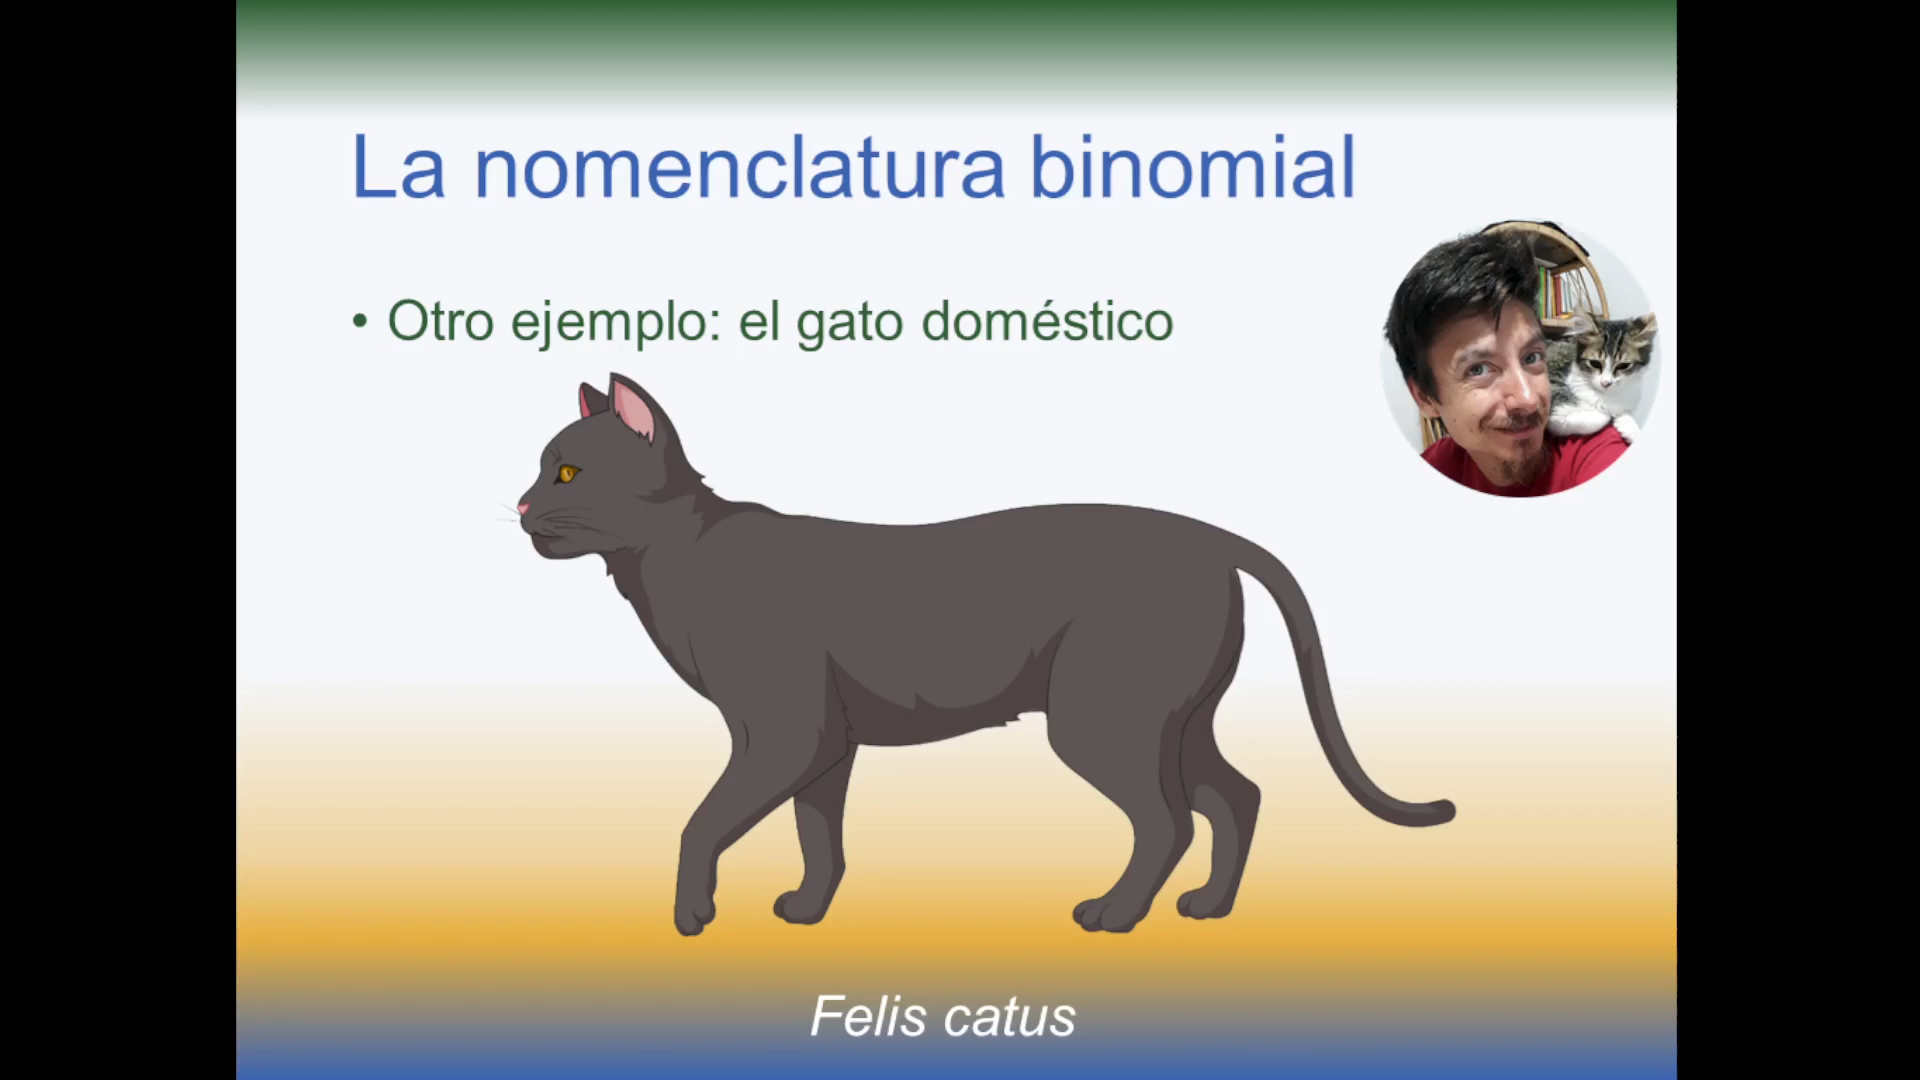 La nomenclatura binomial
• Otro ejemplo: el gato doméstico
Felis catus